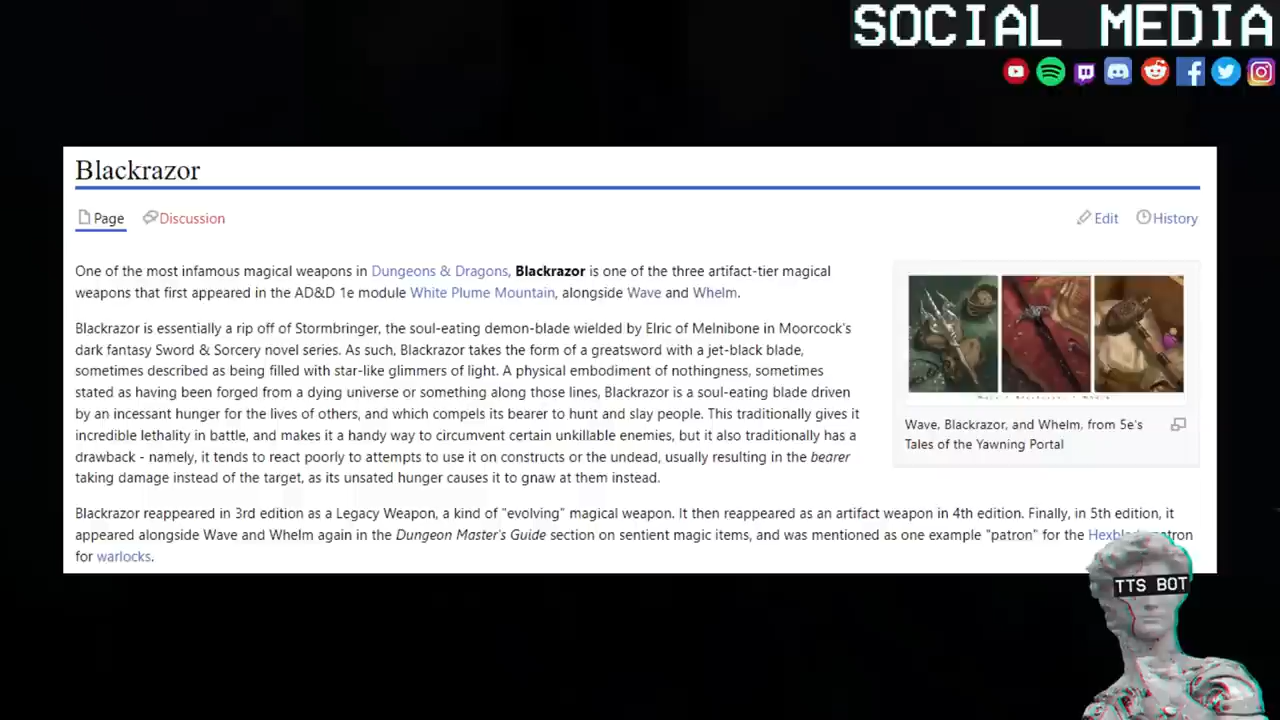 SOCIAL MEDIA
Blackrazor
Page
Discussion
Edit
History
One of the most infamous magical weapons in Dungeons & Dragons, Blackrazor is one of the three artifact-tier magical
weapons that first appeared in the AD&D 1e module White Plume Mountain, alongside Wave and Whelm.
Blackrazor is essentially a rip off of Stormbringer, the soul-eating demon-blade wielded by Elric of Melnibone in Moorcock's
dark fantasy Sword & Sorcery novel series. As such, Blackrazor takes the form of a greatsword with a jet-black blade,
sometimes described as being filled with star-like glimmers of light. A physical embodiment of nothingness, sometimes
stated as having been forged from a dying universe or something along those lines, Blackrazor is a soul-eating blade driven
by an incessant hunger for the lives of others, and which compels its bearer to hunt and slay people. This traditionally gives it
incredible lethality in battle, and makes it a handy way to circumvent certain unkillable enemies, but it also traditionally has a
drawback - namely, it tends to react poorly to attempts to use it on constructs or the undead, usually resulting in the bearer
taking damage instead of the target, as its unsated hunger causes it to gnaw at them instead.
Wave, Blackrazor, and Whelm, from 5e's
Tales of the Yawning Portal
Blackrazor reappeared in 3rd edition as a Legacy Weapon, a kind of "evolving" magical weapon. It then reappeared as an artifact weapon in 4th edition. Finally, in 5th edition, it
appeared alongside Wave and Whelm again in the Dungeon Master's Guide section on sentient magic items, and was mentioned as one example "patron" for the
for warlocks.
TTS BOT